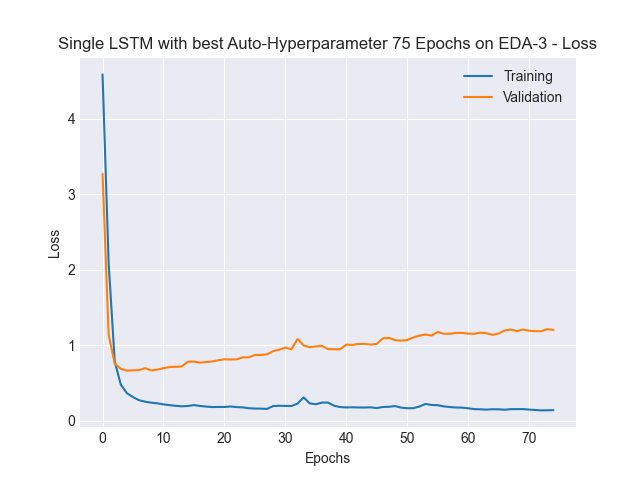 Single LSTM with best Auto-Hyperparameter 75 Epochs on EDA-3 - Loss
Training
Validation
4
3
2
1
0
Loss
0 10 20 30 40 50 60 70
Epochs